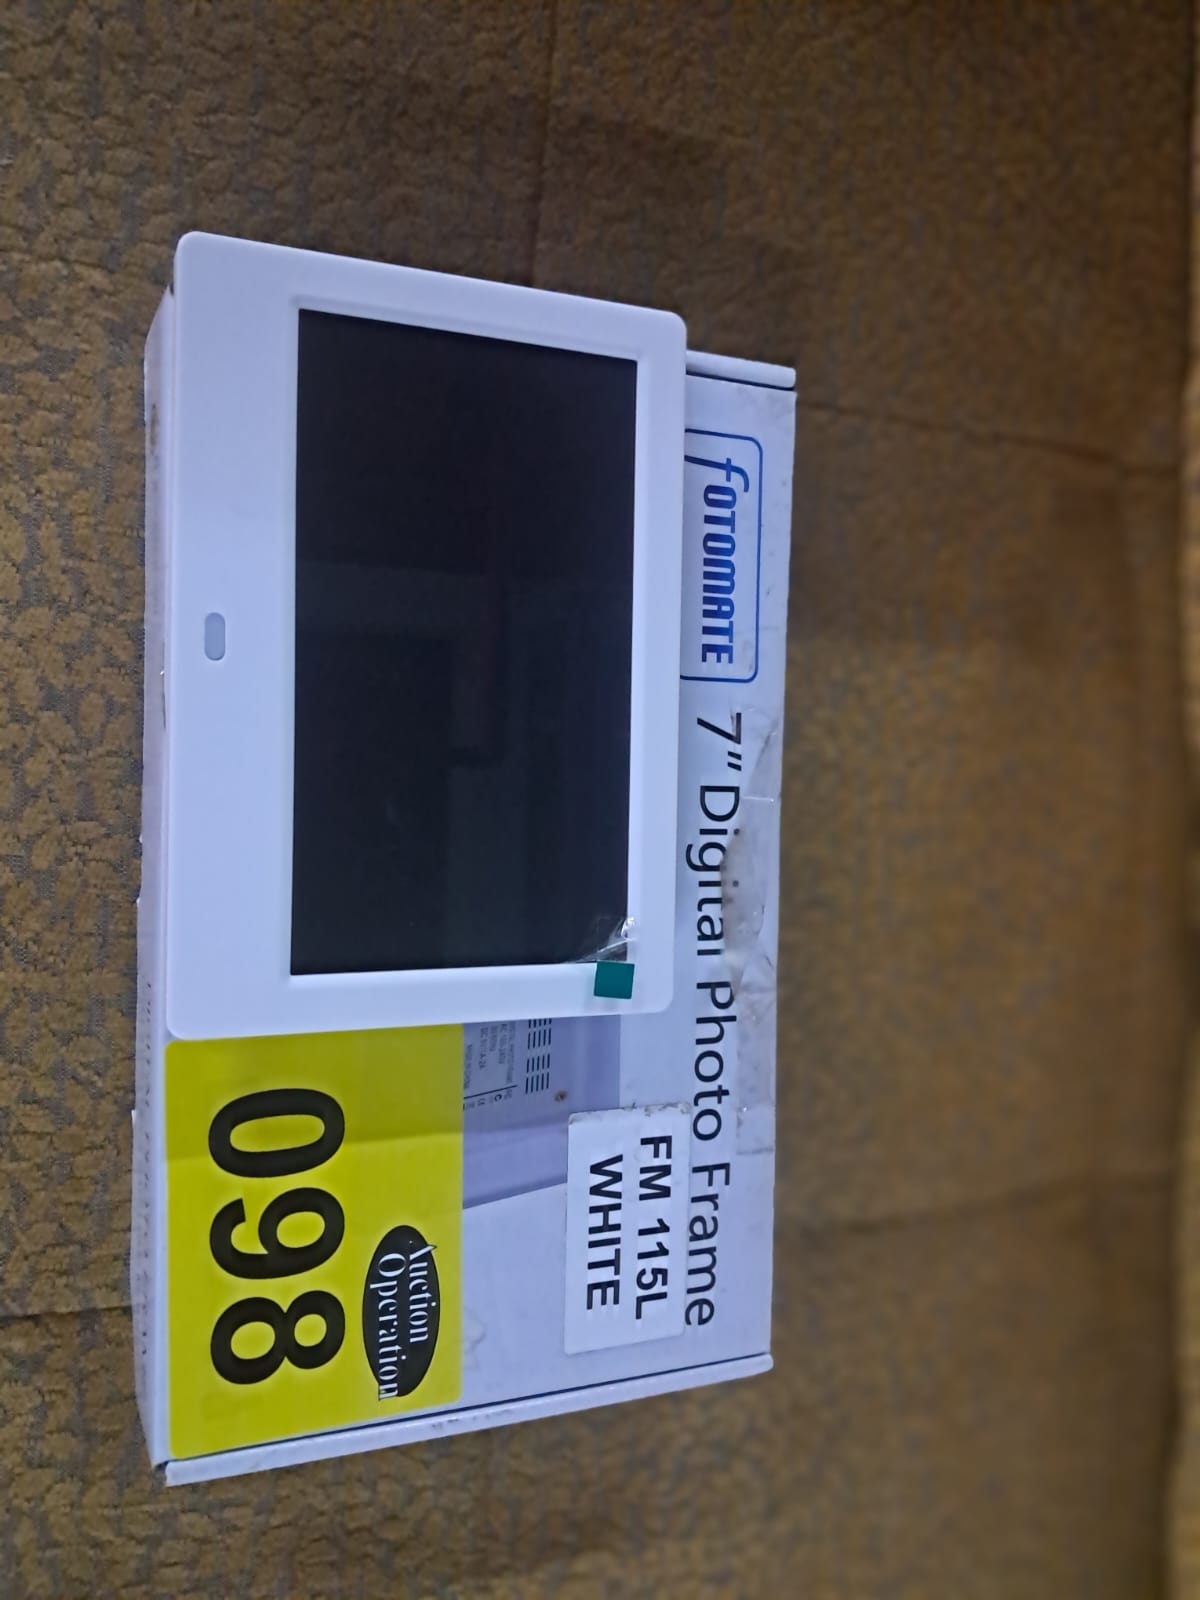 fOTOMATE
7" Digital Photo Frame
FM 115L
WHITE
Auction
Operation
098